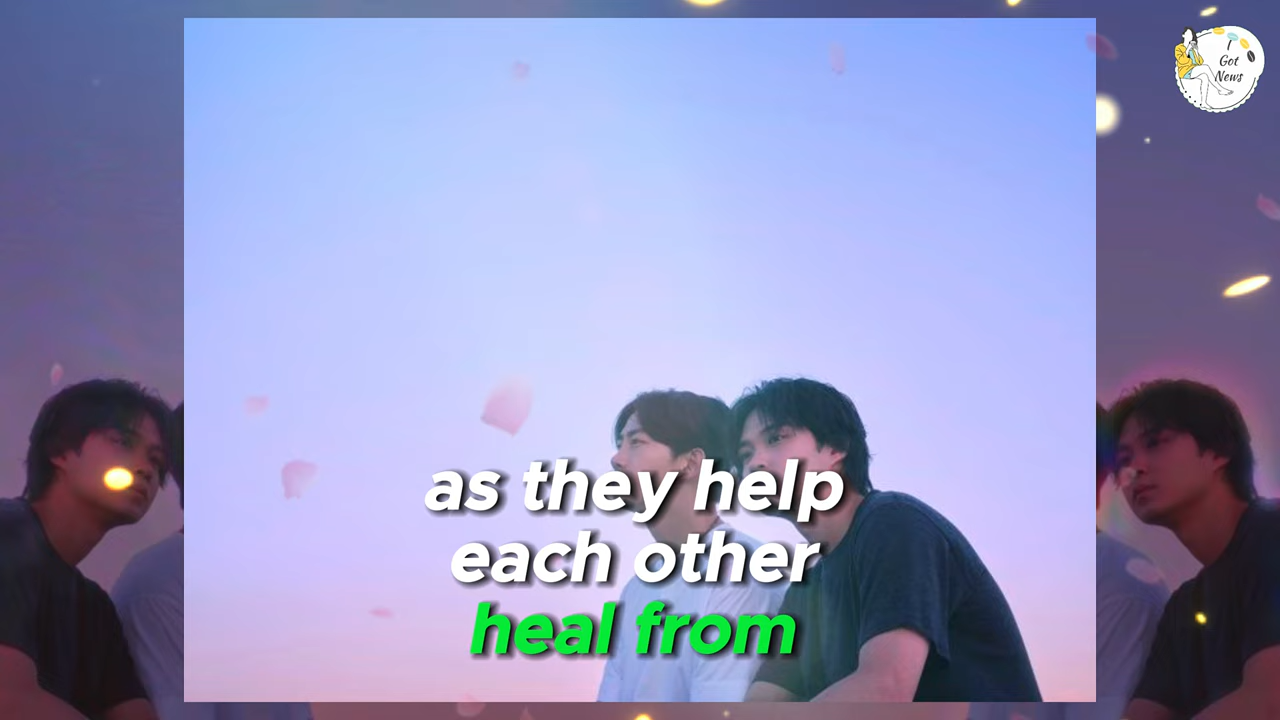 I
Got
News
as they help
each other
heal from